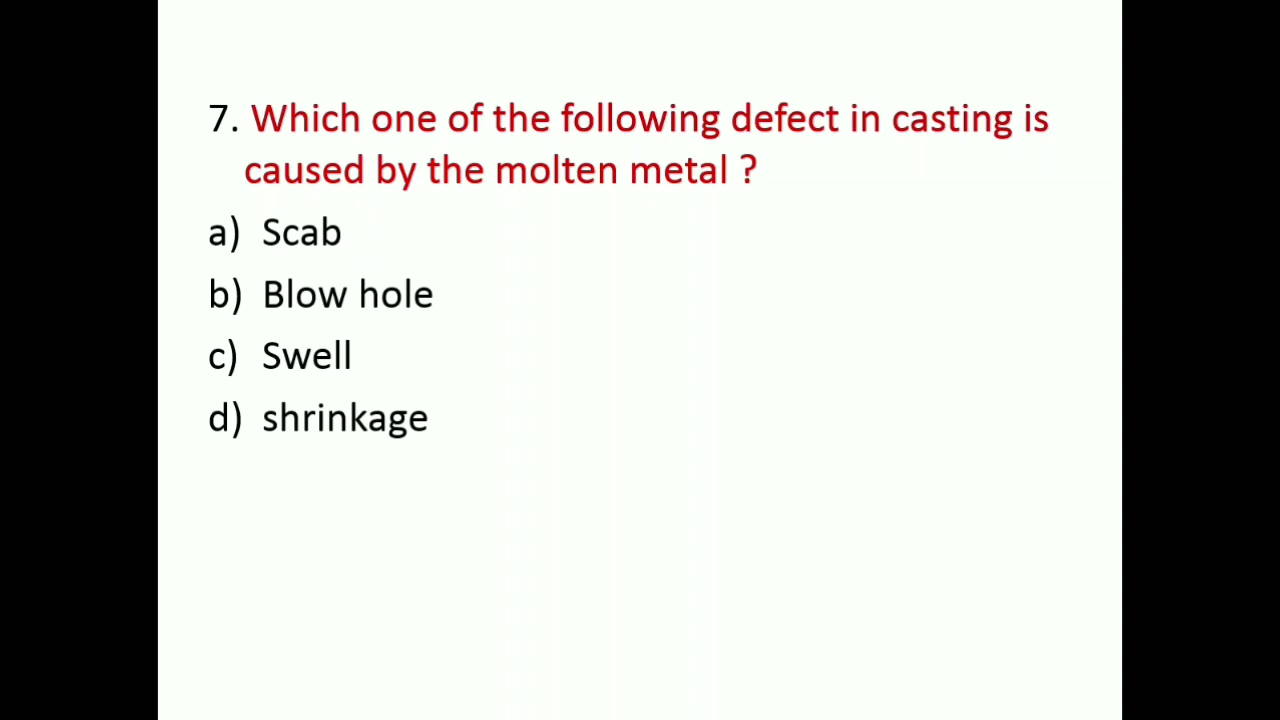 7. Which one of the following defect in casting is
caused by the molten metal ?
a) Scab
b) Blow hole
c) Swell
d) shrinkage